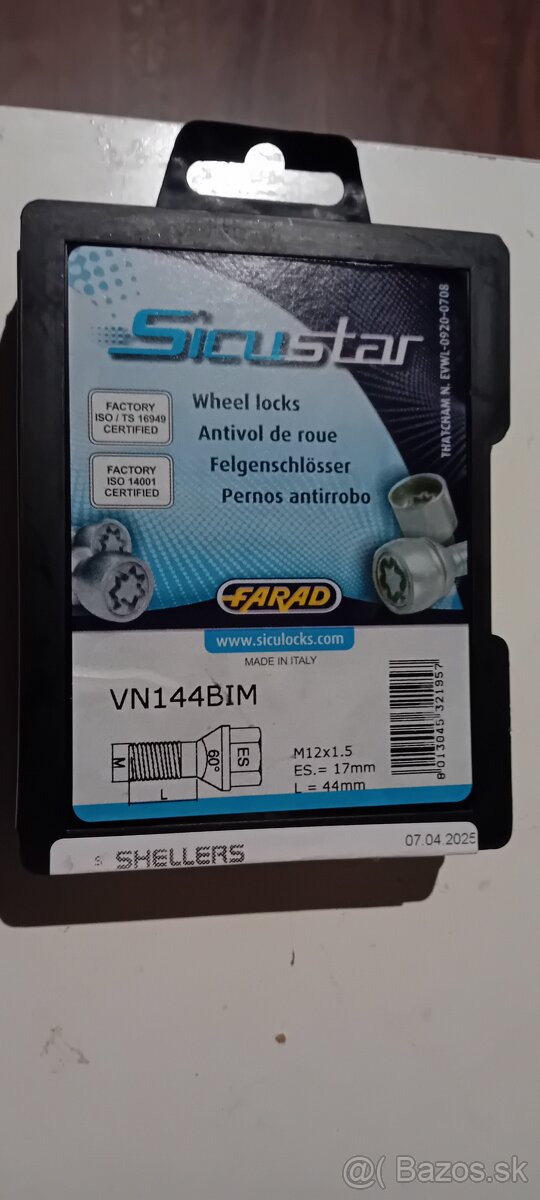 Sicustar
FACTORY
ISO / TS 16949
CERTIFIED
FACTORY
ISO 14001
CERTIFIED
Wheel locks
Antivol de roue
Felgenschlösser
Pernos antirrobo
THATCHAM N. EVWL-0920-0708
FARAD
www.siculocks.com
MADE IN ITALY
VN144BIM
M
L
60°
ES
M12x1.5
ES.= 17mm
L = 44mm
8 013045 321957
S SHELLERS
07.04.2025
@( Bazos.sk